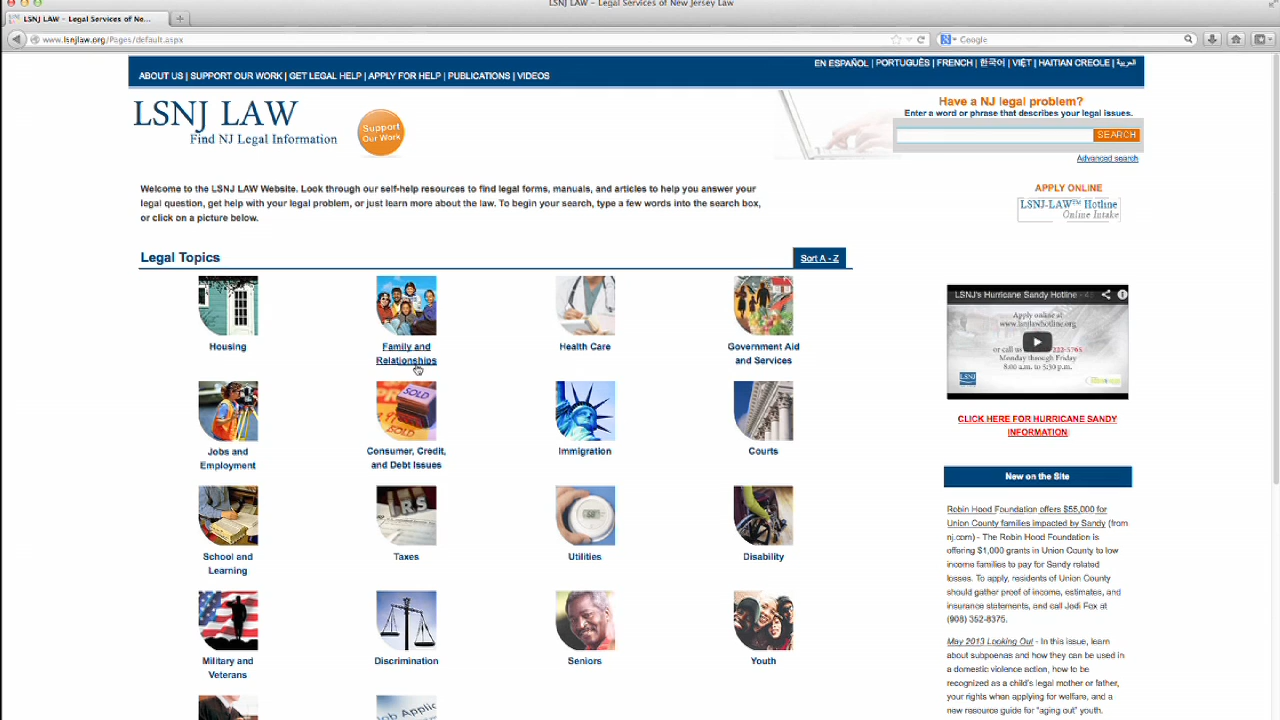 LSNJ LAW - Legal Services of New Jersey Law
LSNJ LAW - Legal Services of Ne...
www.lsnjlaw.org/Pages/default.aspx
Google
ABOUT US | SUPPORT OUR WORK | GET LEGAL HELP | APPLY FOR HELP | PUBLICATIONS | VIDEOS
EN ESPAÑOL | PORTUGUÊS | FRENCH | 한국어 | VIỆT | HAITIAN CREOLE | العربية
LSNJ LAW
Find NJ Legal Information
Support
Our Work
Have a NJ legal problem?
Enter a word or phrase that describes your legal issues.
SEARCH
Advanced search
Welcome to the LSNJ LAW Website. Look through our self-help resources to find legal forms, manuals, and articles to help you answer your
legal question, get help with your legal problem, or just learn more about the law. To begin your search, type a few words into the search box,
or click on a picture below.
APPLY ONLINE
LSNJ-LAW℠ Hotline
Online Intake
Legal Topics
Sort A - Z
Housing
Family and
Relationships
Health Care
Government Aid
and Services
SOLD
SOLD
Jobs and
Employment
Consumer, Credit,
and Debt Issues
Immigration
Courts
IRS
School and
Learning
Taxes
Utilities
Disability
Military and
Veterans
Discrimination
Seniors
Youth
Job Applic
LSNJ's Hurricane Sandy Hotline - 
Apply online at
www.lsnjlawhotline.org
or call us 222-5765
Monday through Friday
8:00 a.m. to 5:30 p.m.
LSNJ
CLICK HERE FOR HURRICANE SANDY
INFORMATION
New on the Site
Robin Hood Foundation offers $55,000 for
Union County families impacted by Sandy (from
nj.com) - The Robin Hood Foundation is
offering $1,000 grants in Union County to low
income families to pay for Sandy related
losses. To apply, residents of Union County
should gather proof of income, estimates, and
insurance statements, and call Jodi Fox at
(908) 352-8375.
May 2013 Looking Out - In this issue, learn
about subpoenas and how they can be used in
a domestic violence action, how to be
recognized as a child's legal mother or father,
your rights when applying for welfare, and a
new resource guide for "aging out" youth.